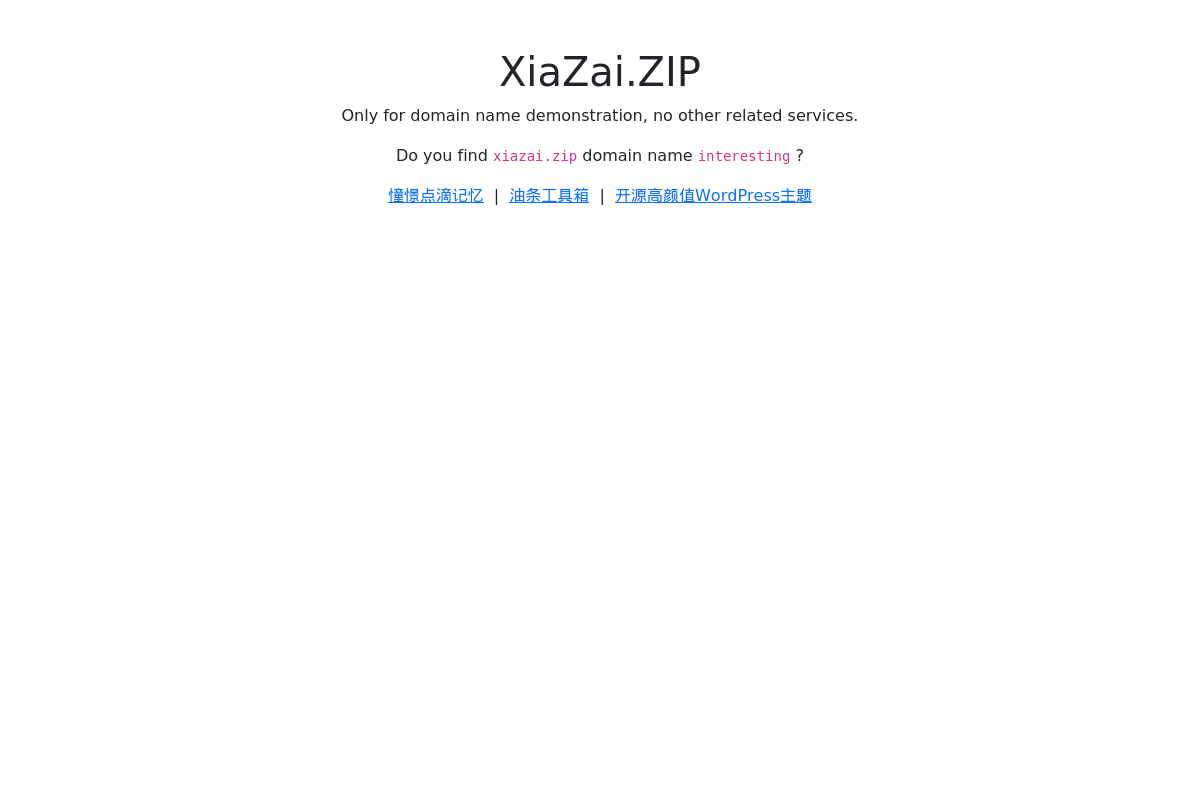 XiaZai.ZIP
Only for domain name demonstration, no other related services.
Do you find xiazai.zip domain name interesting ?
憧憬点滴记忆 | 油条工具箱 | 开源高颜值WordPress主题